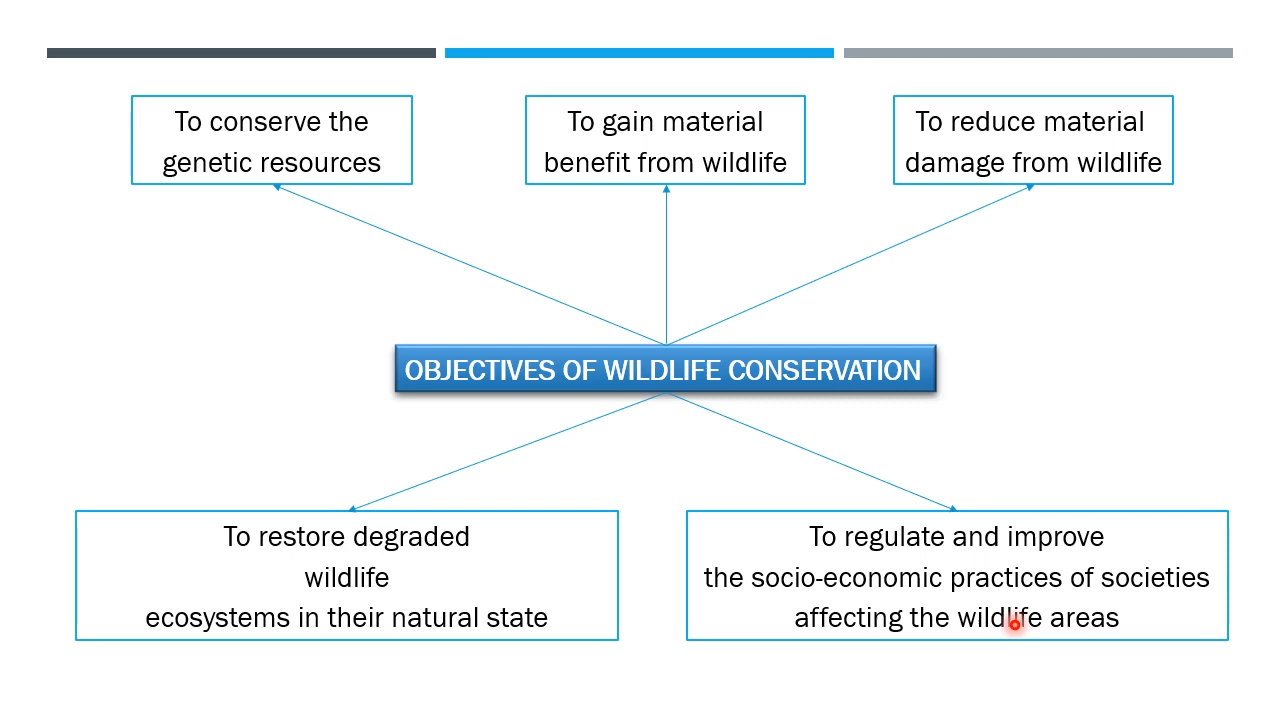 To conserve the
genetic resources
To gain material
benefit from wildlife
To reduce material
damage from wildlife
OBJECTIVES OF WILDLIFE CONSERVATION
To restore degraded
wildlife
ecosystems in their natural state
To regulate and improve
the socio-economic practices of societies
affecting the wildlife areas